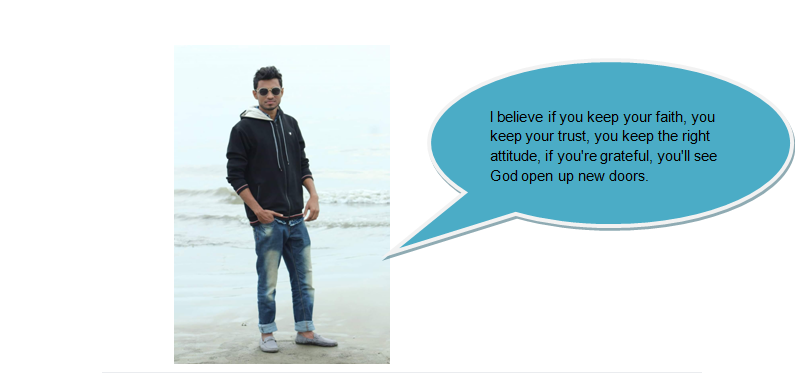 I believe if you keep your faith, you
keep your trust, you keep the right
attitude, if you're grateful, you'll see
God open up new doors.